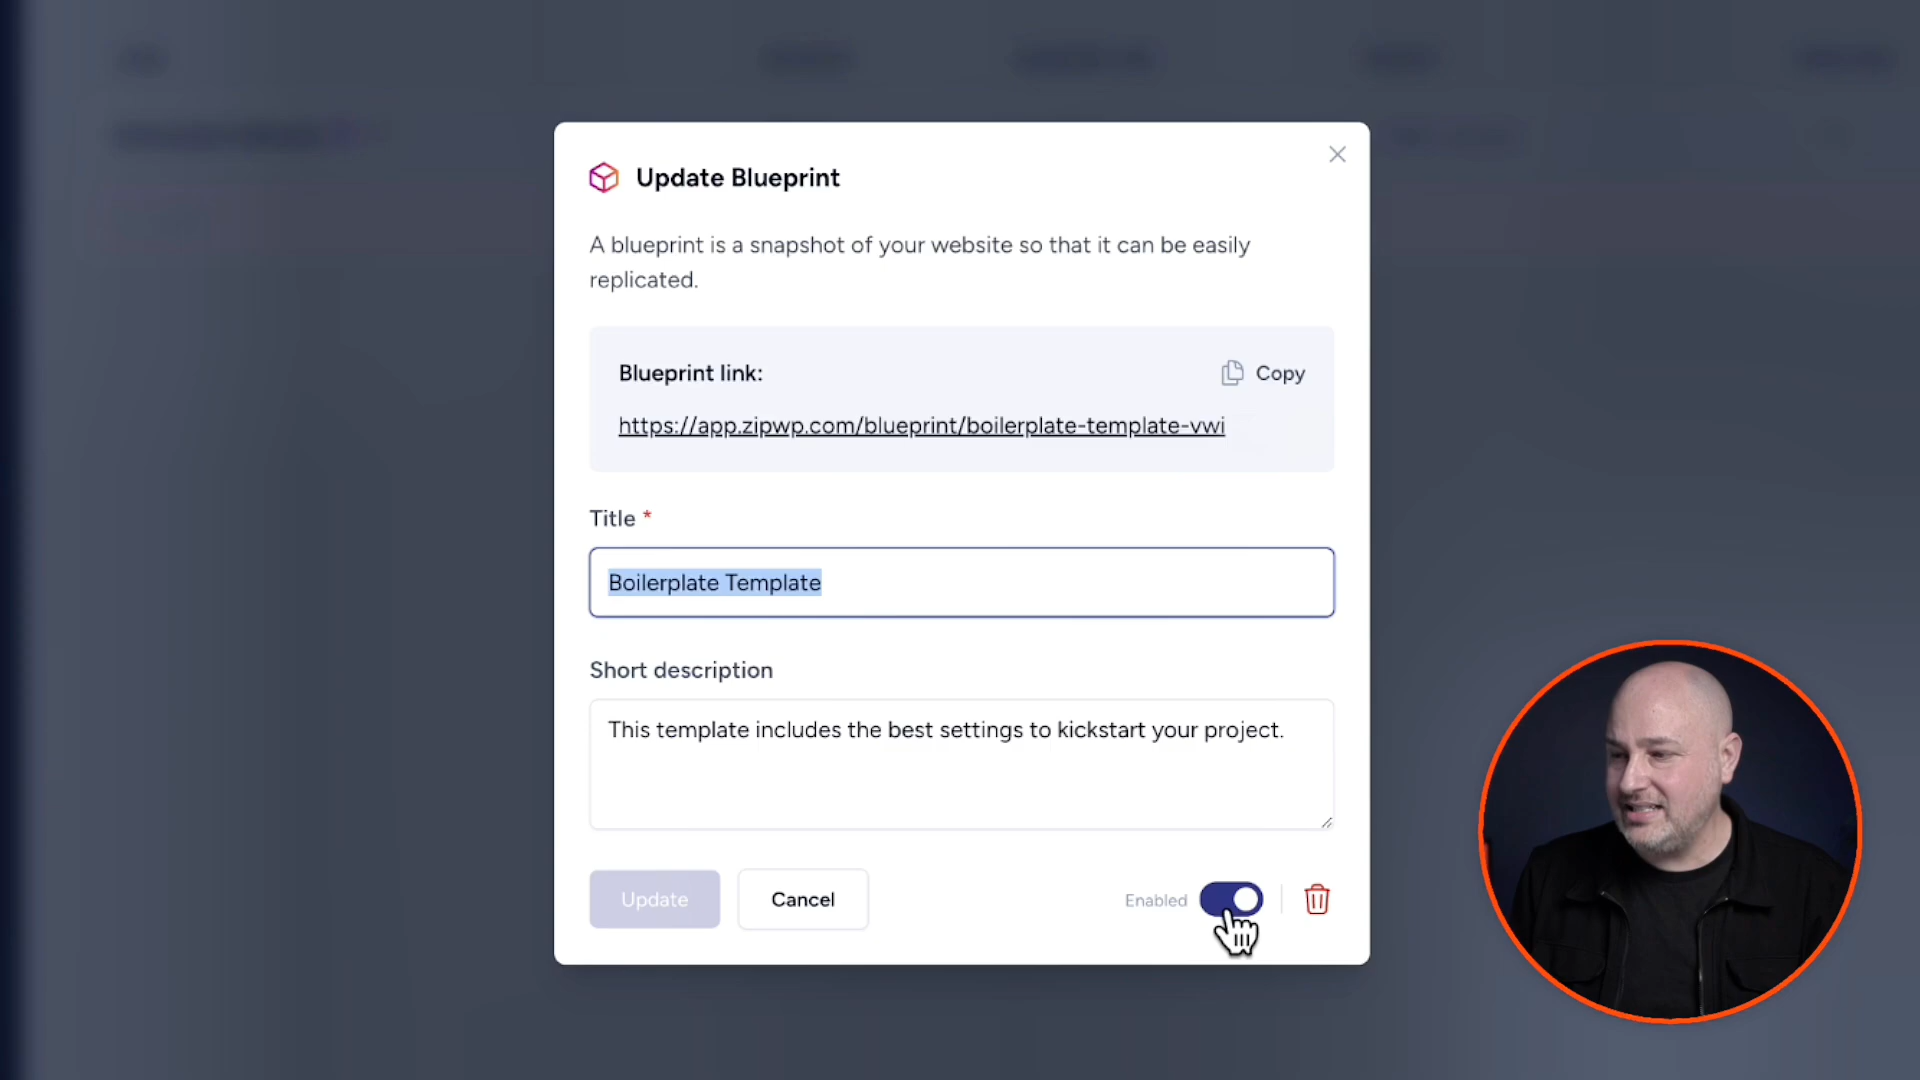 Update Blueprint
A blueprint is a snapshot of your website so that it can be easily
replicated.
Blueprint link:
Copy
https://app.zipwp.com/blueprint/boilerplate-template-vwi
Title *
Boilerplate Template
Short description
This template includes the best settings to kickstart your project.
Update
Cancel
Enabled